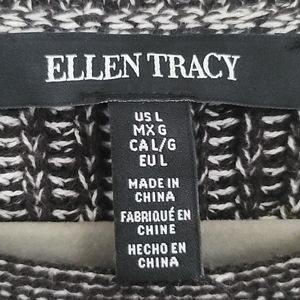 ELLEN TRACY
US L
MX G
CA L/G
EU L
MADE IN
CHINA
FABRIQUÉ EN
CHINE
HECHO EN
CHINA